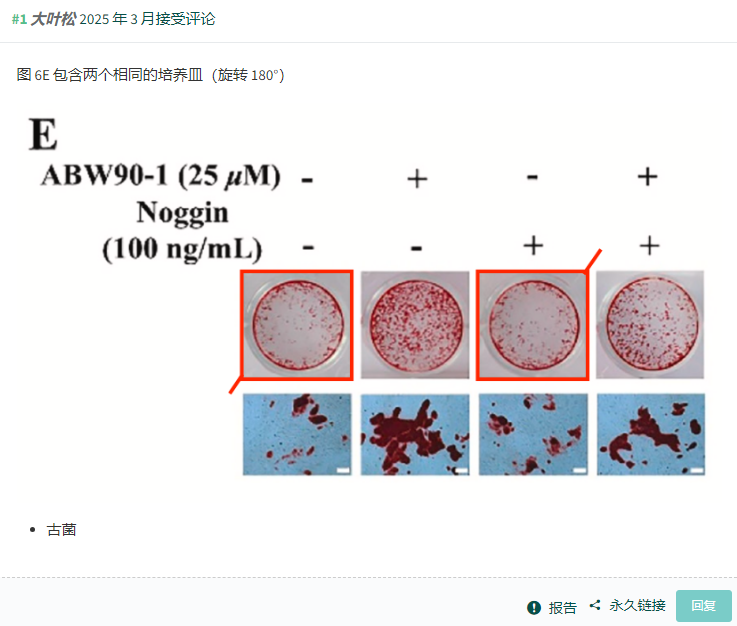 #1 大叶松 2025 年 3 月接受评论
图 6E 包含两个相同的培养皿（旋转 180°）
E
ABW90-1 (25 μM) - + - +
Noggin
(100 ng/mL) - - + +
古菌
报告 永久链接 回复